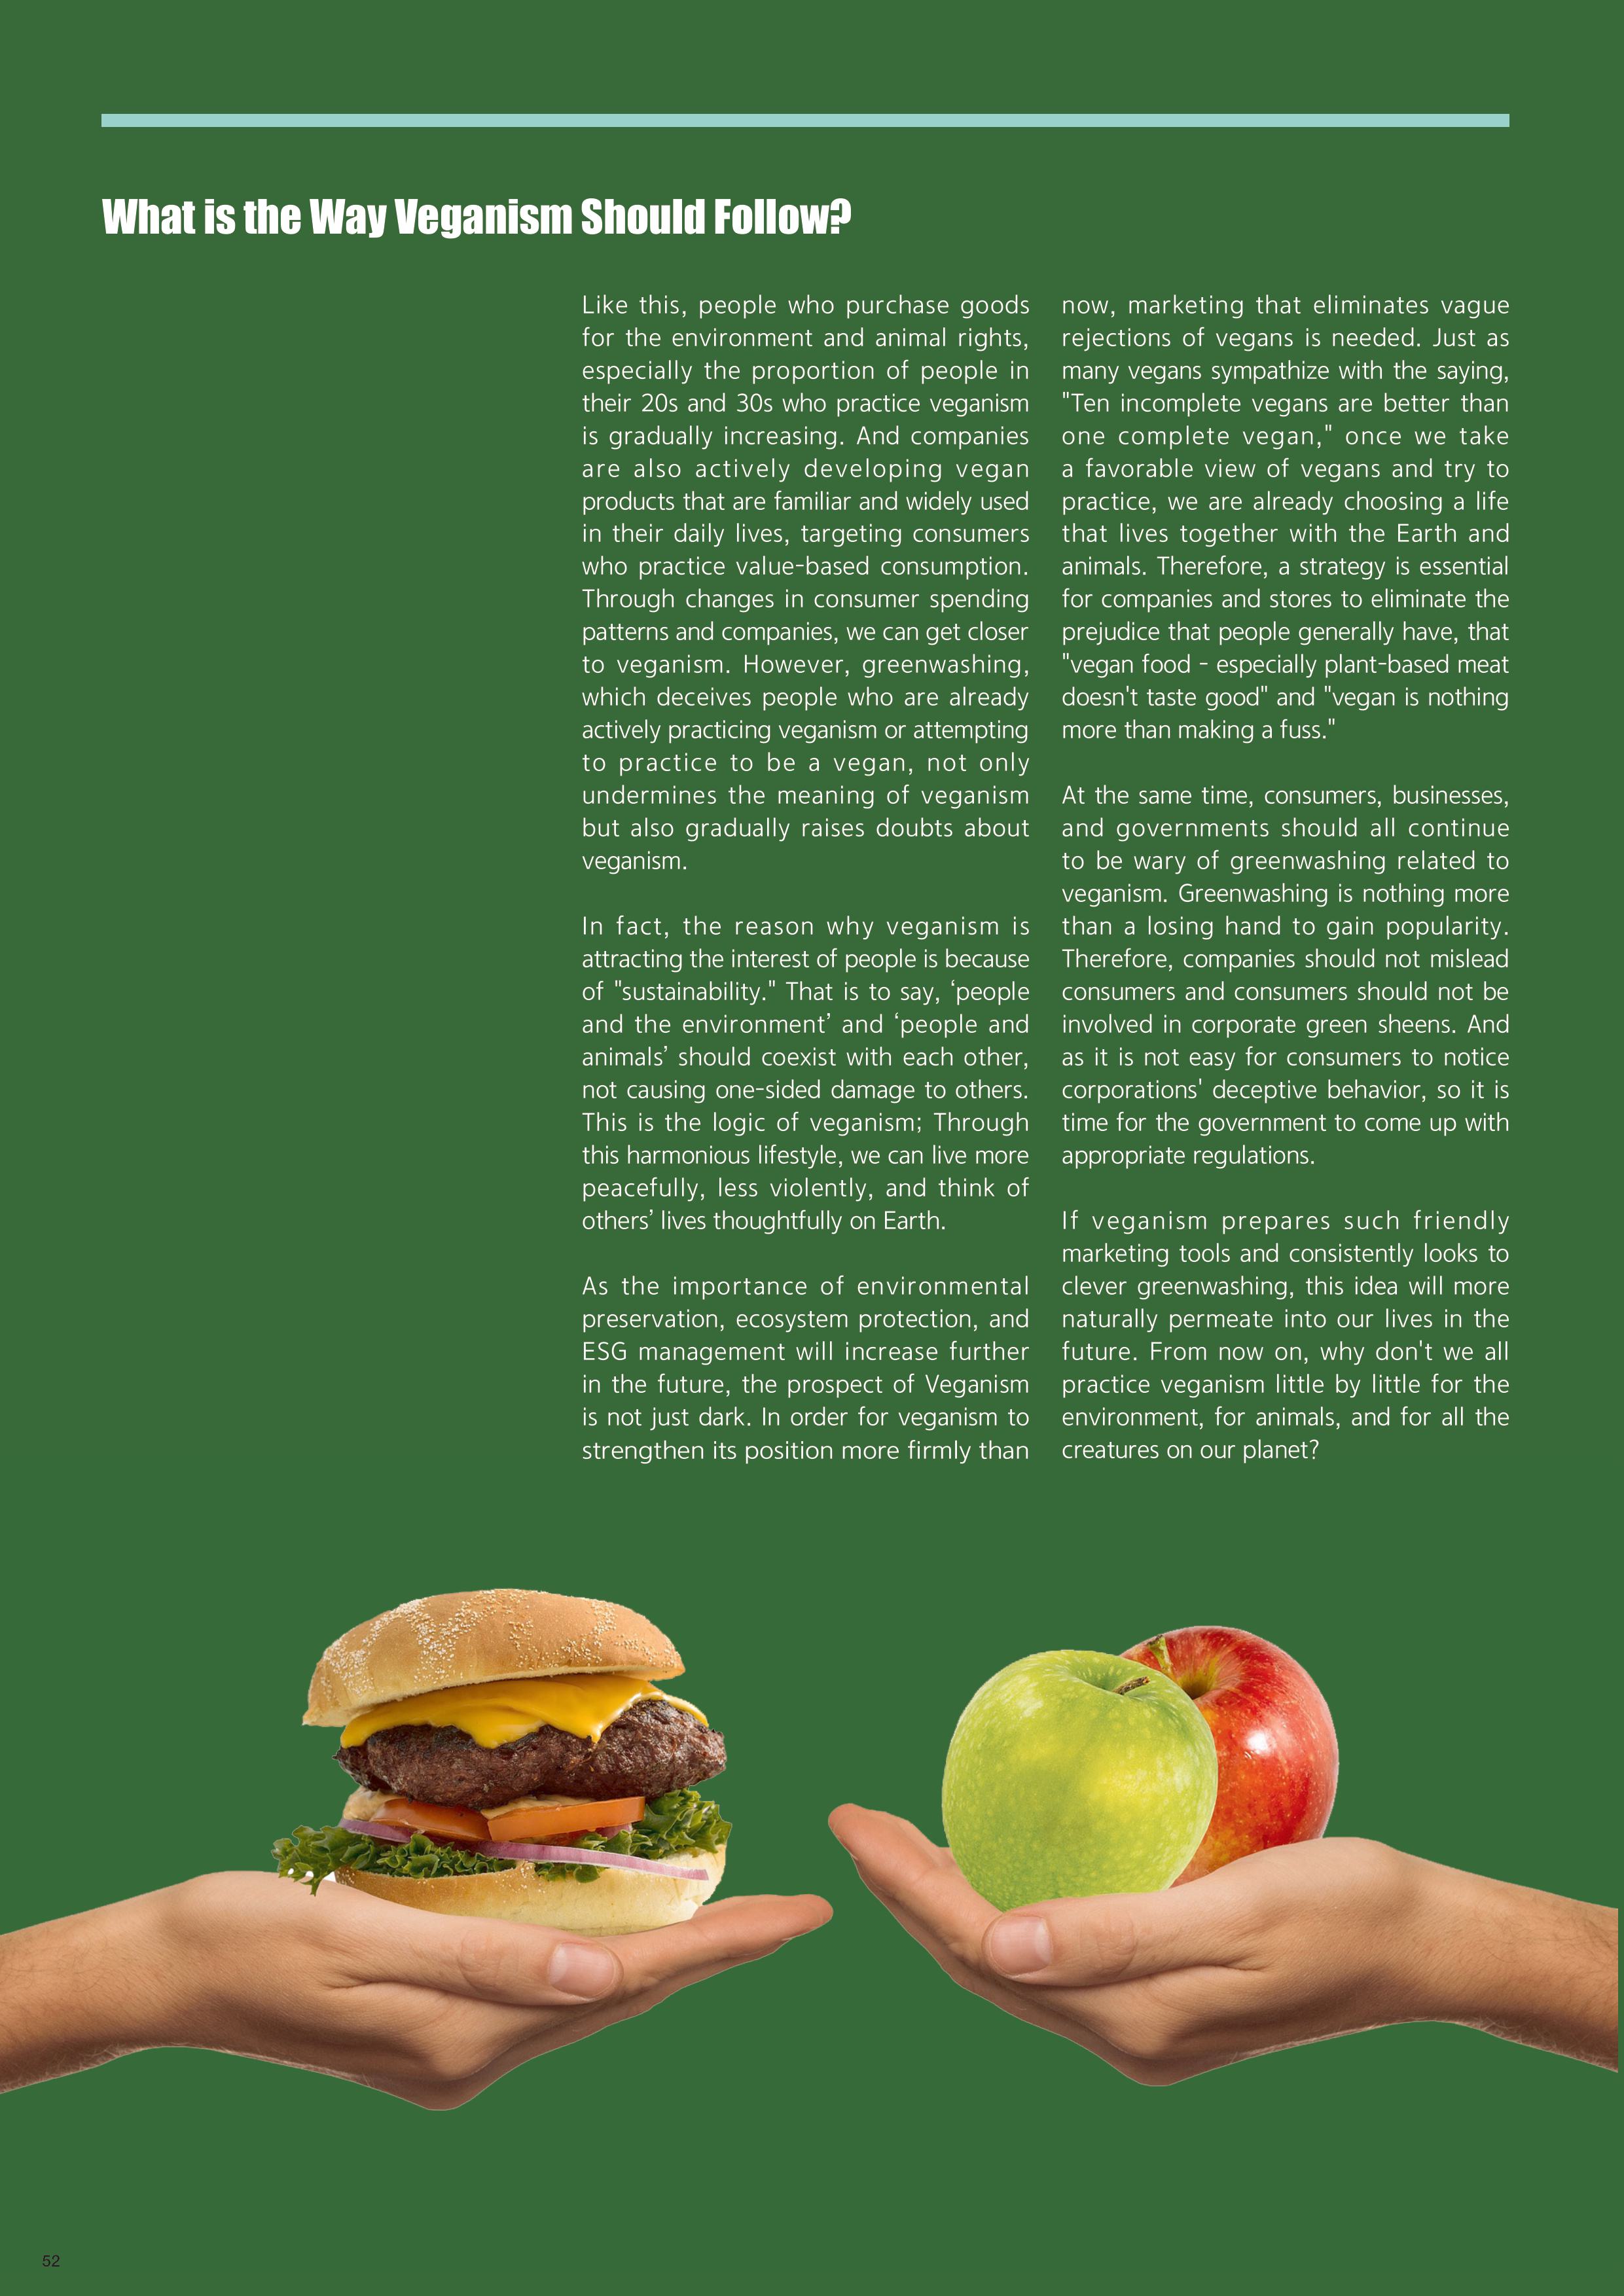 What is the Way Veganism Should Follow?
Like this, people who purchase goods
for the environment and animal rights,
especially the proportion of people in
their 20s and 30s who practice veganism
is gradually increasing. And companies
are also actively developing vegan
products that are familiar and widely used
in their daily lives, targeting consumers
who practice value-based consumption.
Through changes in consumer spending
patterns and companies, we can get closer
to veganism. However, greenwashing,
which deceives people who are already
actively practicing veganism or attempting
to practice to be a vegan, not only
undermines the meaning of veganism
but also gradually raises doubts about
veganism.
In fact, the reason why veganism is
attracting the interest of people is because
of "sustainability." That is to say, ‘people
and the environment’ and ‘people and
animals’ should coexist with each other,
not causing one-sided damage to others.
This is the logic of veganism; Through
this harmonious lifestyle, we can live more
peacefully, less violently, and think of
others’ lives thoughtfully on Earth.
As the importance of environmental
preservation, ecosystem protection, and
ESG management will increase further
in the future, the prospect of Veganism
is not just dark. In order for veganism to
strengthen its position more firmly than
now, marketing that eliminates vague
rejections of vegans is needed. Just as
many vegans sympathize with the saying,
"Ten incomplete vegans are better than
one complete vegan," once we take
a favorable view of vegans and try to
practice, we are already choosing a life
that lives together with the Earth and
animals. Therefore, a strategy is essential
for companies and stores to eliminate the
prejudice that people generally have, that
"vegan food - especially plant-based meat
doesn't taste good" and "vegan is nothing
more than making a fuss."
At the same time, consumers, businesses,
and governments should all continue
to be wary of greenwashing related to
veganism. Greenwashing is nothing more
than a losing hand to gain popularity.
Therefore, companies should not mislead
consumers and consumers should not be
involved in corporate green sheens. And
as it is not easy for consumers to notice
corporations' deceptive behavior, so it is
time for the government to come up with
appropriate regulations.
If veganism prepares such friendly
marketing tools and consistently looks to
clever greenwashing, this idea will more
naturally permeate into our lives in the
future. From now on, why don't we all
practice veganism little by little for the
environment, for animals, and for all the
creatures on our planet?
52